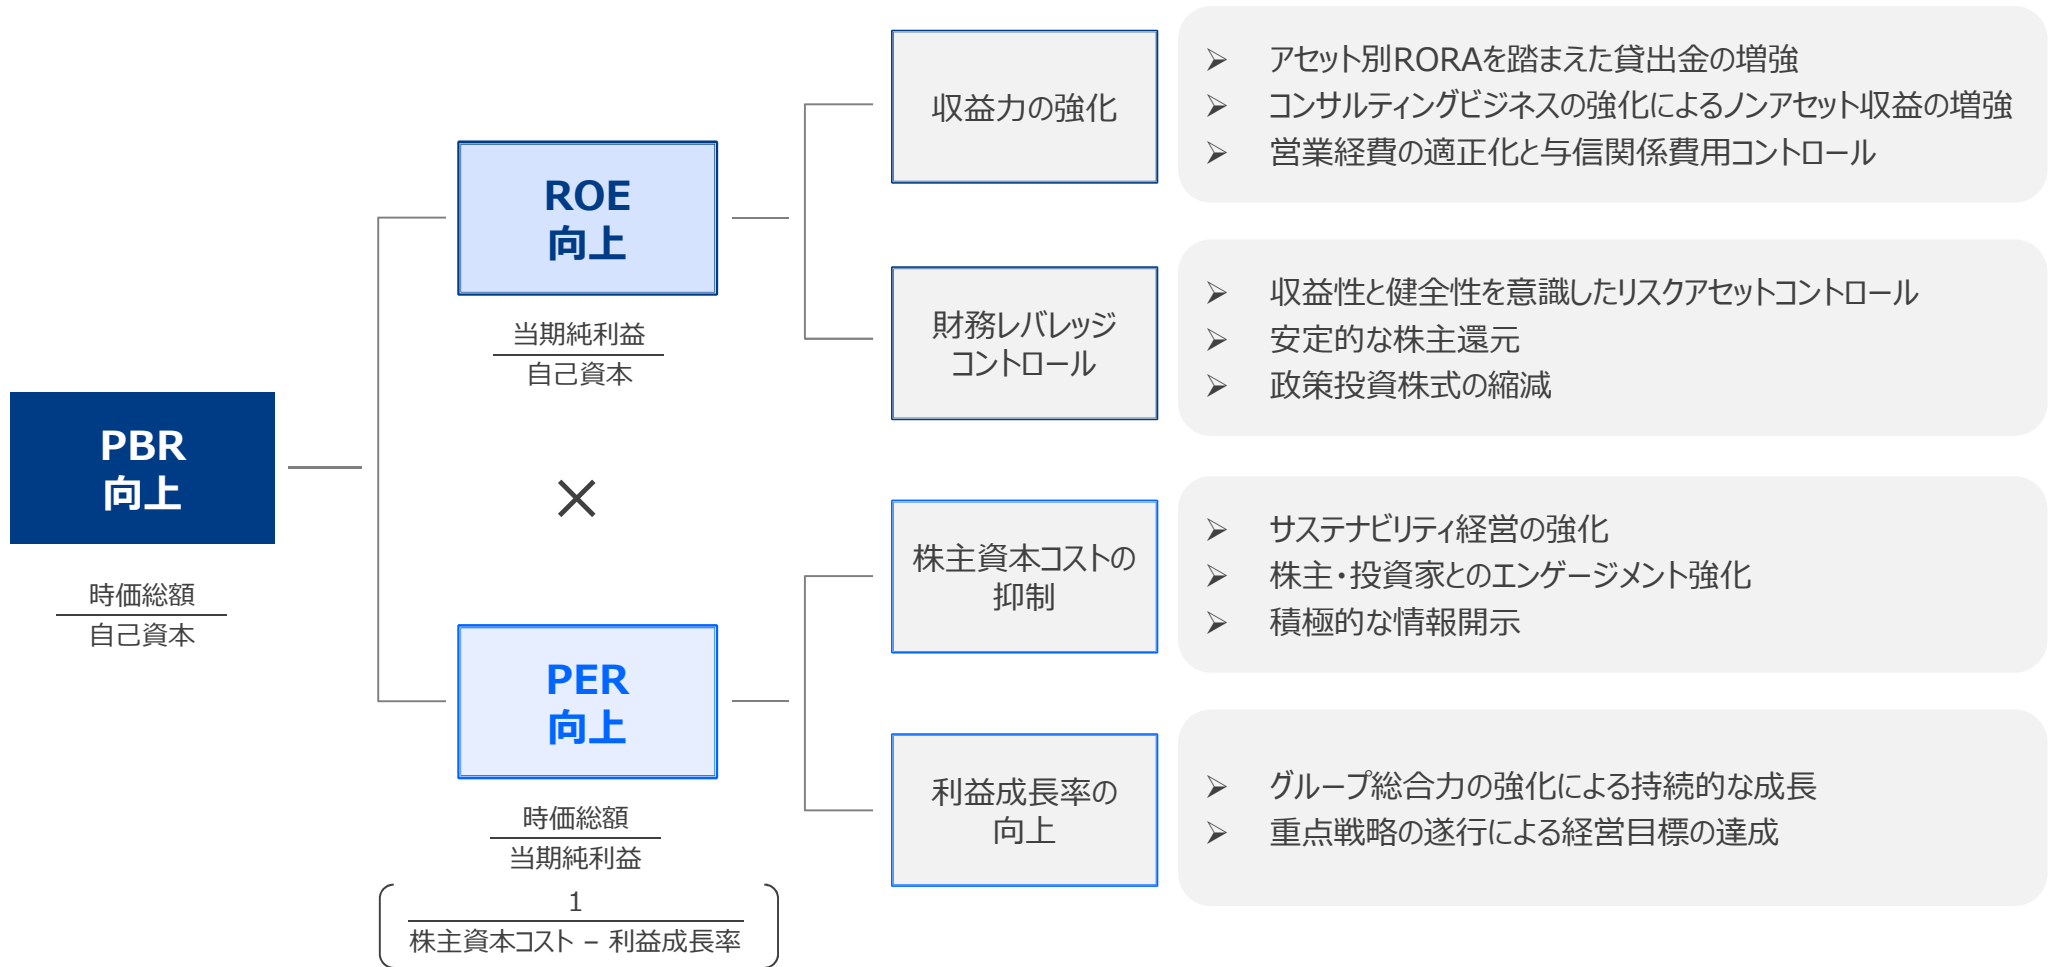 PBR
向上
時価総額
自己資本
ROE
向上
当期純利益
自己資本
×
PER
向上
時価総額
当期純利益
1
株主資本コスト － 利益成長率
収益力の強化
➢ アセット別RORAを踏まえた貸出金の増強
➢ コンサルティングビジネスの強化によるノンアセット収益の増強
➢ 営業経費の適正化と与信関係費用コントロール
財務レバレッジ
コントロール
➢ 収益性と健全性を意識したリスクアセットコントロール
➢ 安定的な株主還元
➢ 政策投資株式の縮減
株主資本コストの
抑制
➢ サステナビリティ経営の強化
➢ 株主・投資家とのエンゲージメント強化
➢ 積極的な情報開示
利益成長率の
向上
➢ グループ総合力の強化による持続的な成長
➢ 重点戦略の遂行による経営目標の達成